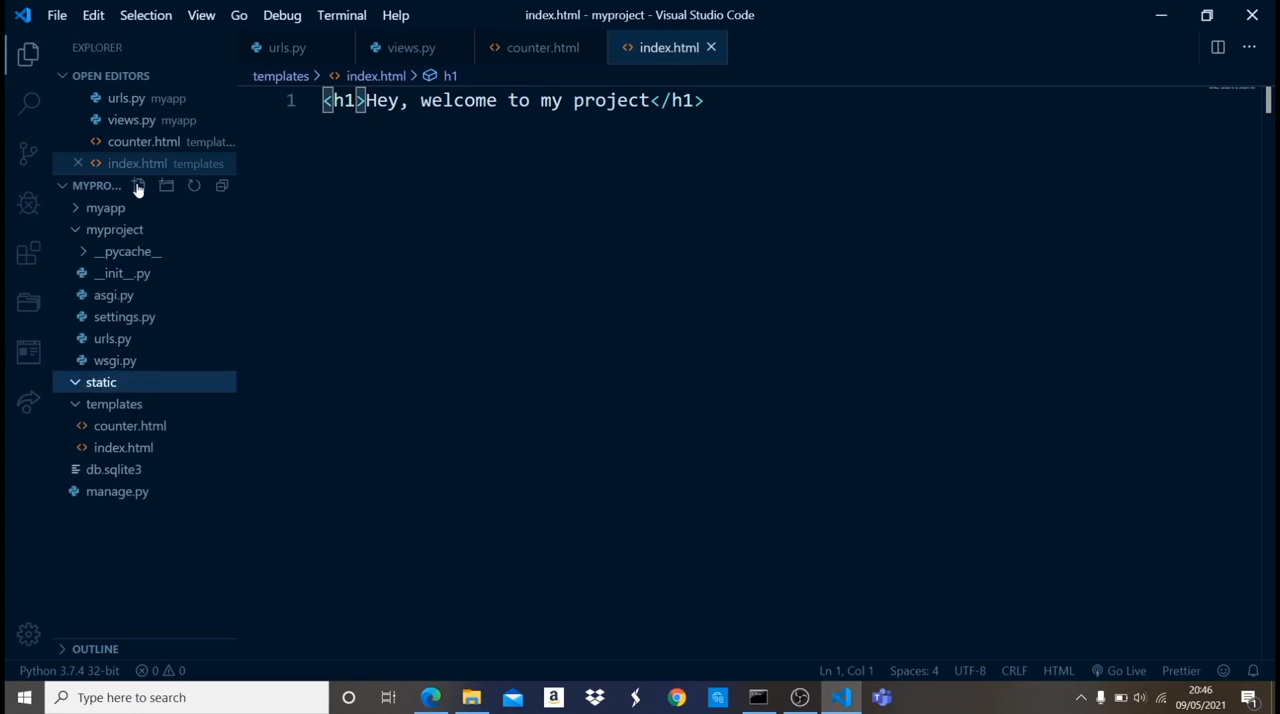 File Edit Selection View Go Debug Terminal Help
index.html - myproject - Visual Studio Code
EXPLORER
urls.py
views.py
counter.html
index.html
OPEN EDITORS
urls.py myapp
views.py myapp
counter.html templat...
index.html templates
templates > index.html > h1
1 <h1>Hey, welcome to my project</h1>
MYPRO...
myapp
myproject
__pycache__
__init__.py
asgi.py
settings.py
urls.py
wsgi.py
static
templates
counter.html
index.html
db.sqlite3
manage.py
OUTLINE
Python 3.7.4 32-bit 0 0
Ln 1, Col 1 Spaces: 4 UTF-8 CRLF HTML Go Live Prettier
Type here to search
20:46
09/05/2021
1